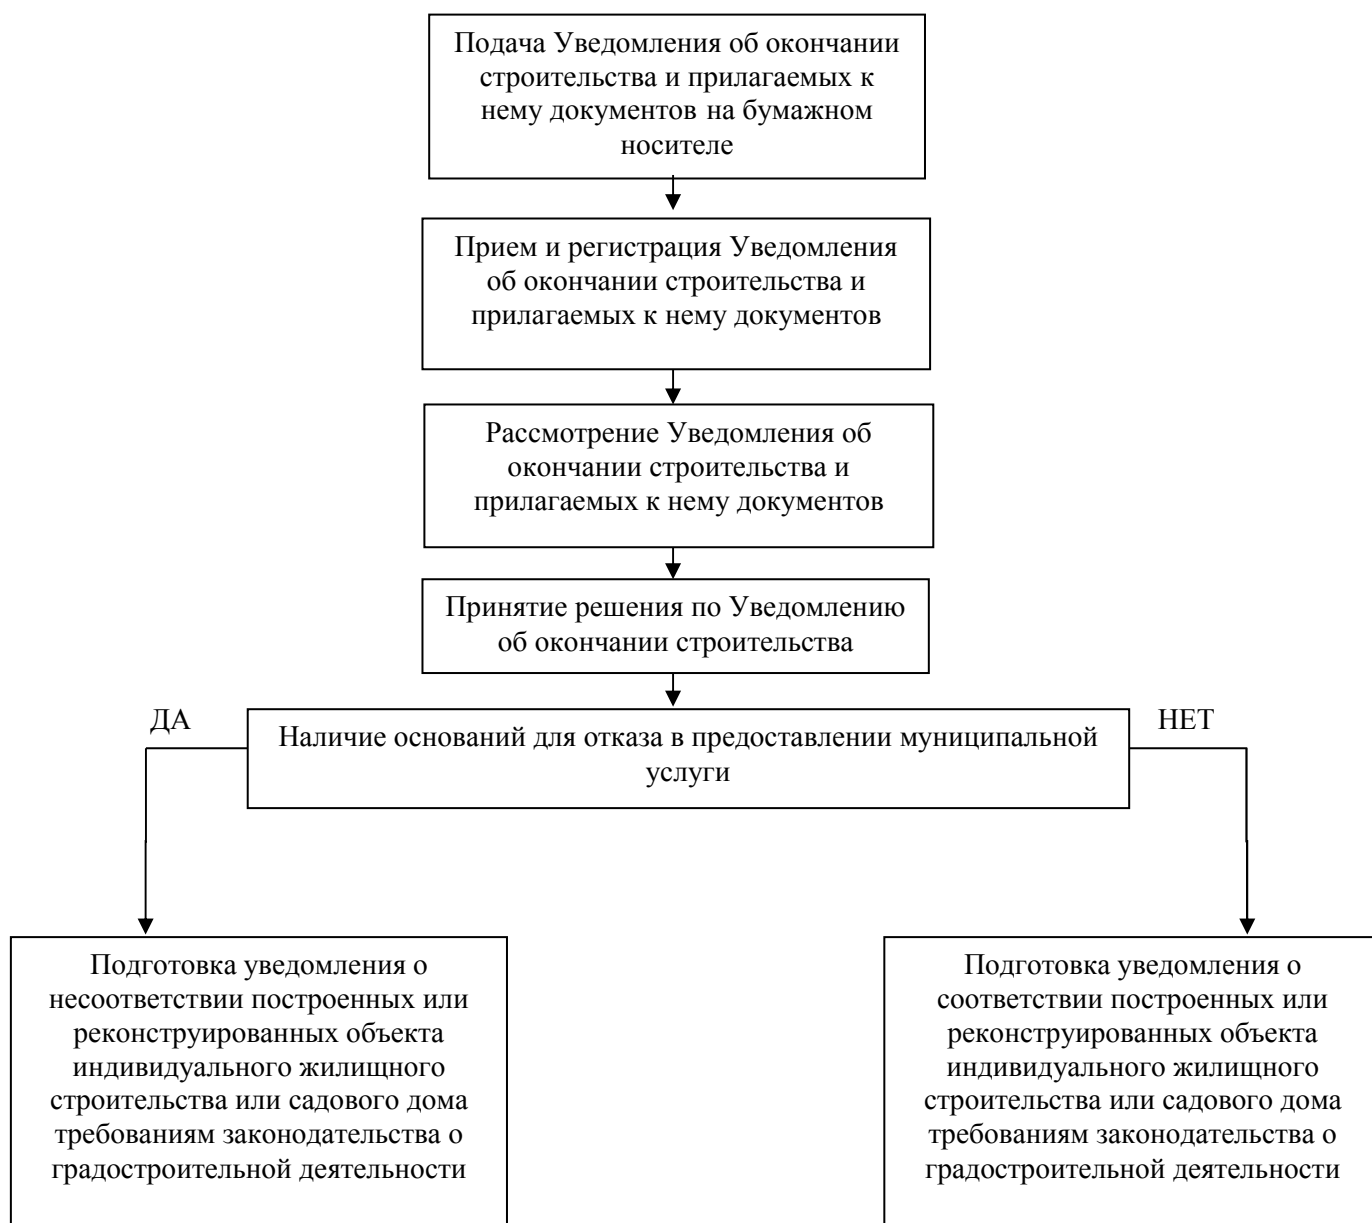 Подача Уведомления об окончании
строительства и прилагаемых к
нему документов на бумажном
носителе
Прием и регистрация Уведомления
об окончании строительства и
прилагаемых к нему документов
Рассмотрение Уведомления об
окончании строительства и
прилагаемых к нему документов
Принятие решения по Уведомлению
об окончании строительства
ДА
НЕТ
Наличие оснований для отказа в предоставлении муниципальной
услуги
Подготовка уведомления о
несоответствии построенных или
реконструированных объекта
индивидуального жилищного
строительства или садового дома
требованиям законодательства о
градостроительной деятельности
Подготовка уведомления о
соответствии построенных или
реконструированных объекта
индивидуального жилищного
строительства или садового дома
требованиям законодательства о
градостроительной деятельности